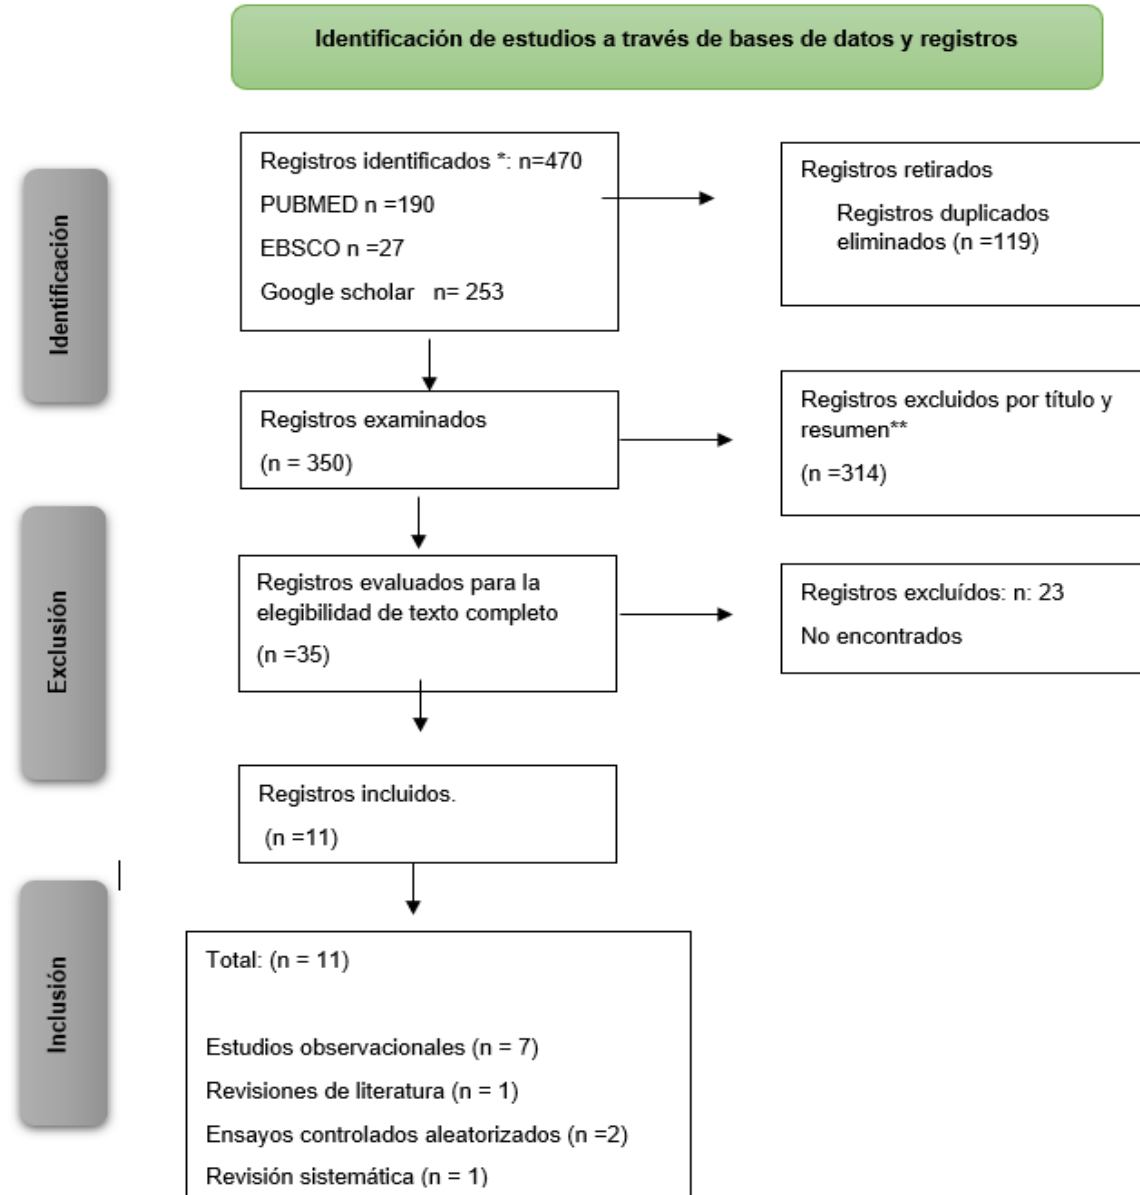 Identificación de estudios a través de bases de datos y registros
Identificación
Registros identificados *: n=470
PUBMED n =190
EBSCO n =27
Google scholar   n= 253
Registros retirados
Registros duplicados
eliminados (n =119)
Registros examinados
(n = 350)
Registros excluidos por título y
resumen**
(n =314)
Exclusión
Registros evaluados para la
elegibilidad de texto completo
(n =35)
Registros excluídos: n: 23
No encontrados
Registros incluidos.
(n =11)
Inclusión
Total: (n = 11)
Estudios observacionales (n = 7)
Revisiones de literatura (n = 1)
Ensayos controlados aleatorizados (n =2)
Revisión sistemática (n = 1)